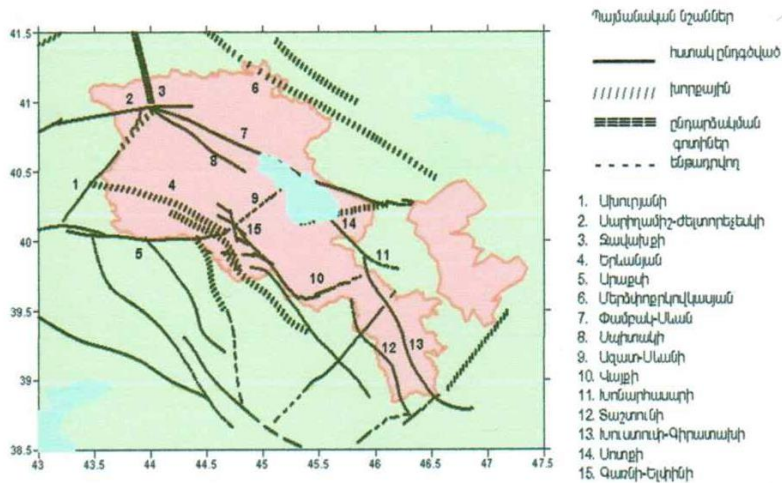 Պայմանական նշաններ
հստակ ընդգծված
խորքային
ընդարձակման
գոտիներ
ենթադրվող
1. Ախուրյանի
2. Սարիղամիշ-Ժելտորեչեսկի
3. Ջավախքի
4. Երևանյան
5. Արաքսի
6. Մերձփոքրկովկասյան
7. Փամբակ-Սևան
8. Սպիտակի
9. Ազատ-Սևանի
10. Վայքի
11. Խոնարհասարի
12. Տաշտունի
13. Խուստուփ-Գիրատախի
14. Սոտքի
15. Գառնի-Ելփինի
41.5
41
40.5
40
39.5
39
38.5
43
43.5
44
44.5
45
45.5
46
46.5
47
47.5
1
2
3
4
5
6
7
8
9
10
11
12
13
14
15